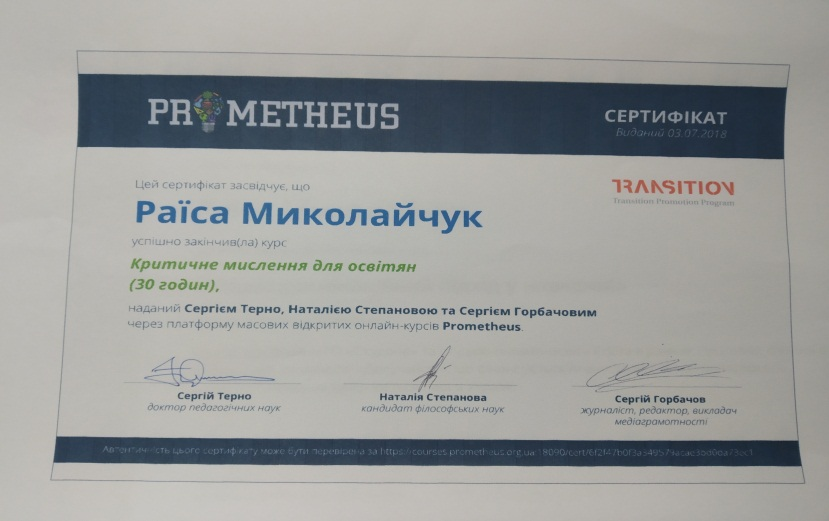 PROMETHEUS
СЕРТИФІКАТ
Виданий 03.07.2018
TRANSITION
Transition Promotion Program
Цей сертифікат засвідчує, що
Раїса Миколайчук
успішно закінчив(ла) курс
Критичне мислення для освітян
(30 годин),
наданий Сергієм Терно, Наталією Степановою та Сергієм Горбачовим
через платформу масових відкритих онлайн-курсів Prometheus.
Сергій Терно
доктор педагогічних наук
Наталія Степанова
кандидат філософських наук
Сергій Горбачов
журналіст, редактор, викладач
медіаграмотності
Автентичність цього сертифікату може бути перевірена за